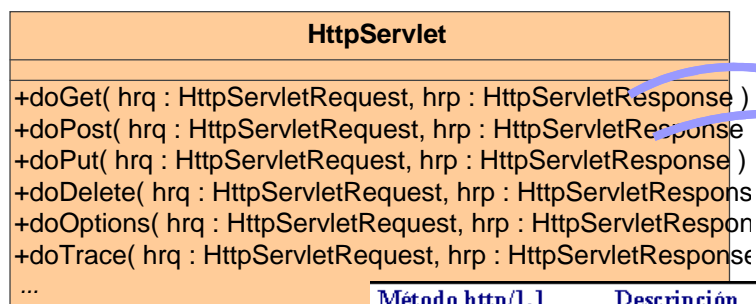 HttpServlet
+doGet( hrq : HttpServletRequest, hrp : HttpServletResponse )
+doPost( hrq : HttpServletRequest, hrp : HttpServletResponse
+doPut( hrq : HttpServletRequest, hrp : HttpServletResponse )
+doDelete( hrq : HttpServletRequest, hrp : HttpServletRespons
+doOptions( hrq : HttpServletRequest, hrp : HttpServletRespon
+doTrace( hrq : HttpServletRequest, hrp : HttpServletResponse
...
Método http/1.1 Descripción